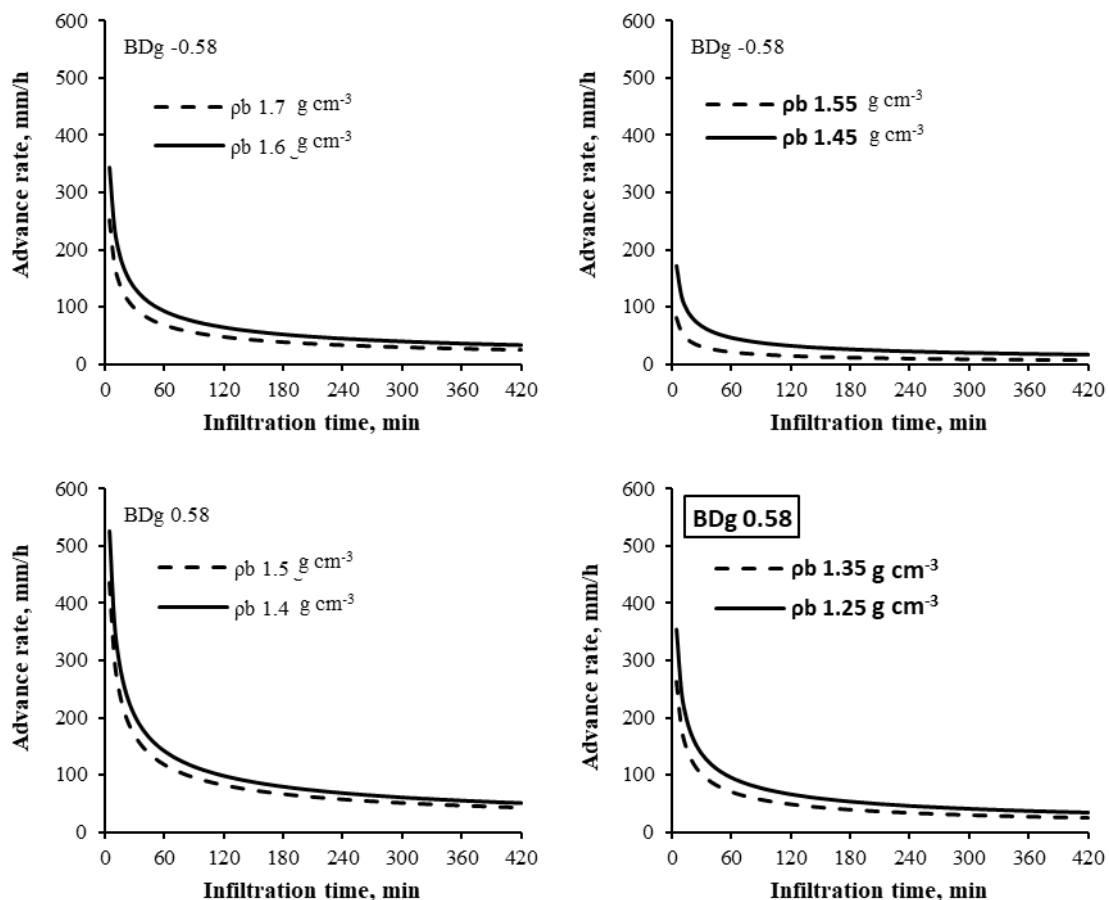 600
500
400
300
200
100
0
Advance rate, mm/h
BDg -0.58
ρb 1.7 g cm-3
ρb 1.6 g cm-3
0 60 120 180 240 300 360 420
Infiltration time, min
600
500
400
300
200
100
0
Advance rate, mm/h
BDg -0.58
ρb 1.55 g cm-3
ρb 1.45 g cm-3
0 60 120 180 240 300 360 420
Infiltration time, min
600
500
400
300
200
100
0
Advance rate, mm/h
BDg 0.58
ρb 1.5 g cm-3
ρb 1.4 g cm-3
0 60 120 180 240 300 360 420
Infiltration time, min
600
500
400
300
200
100
0
Advance rate, mm/h
BDg 0.58
ρb 1.35 g cm-3
ρb 1.25 g cm-3
0 60 120 180 240 300 360 420
Infiltration time, min